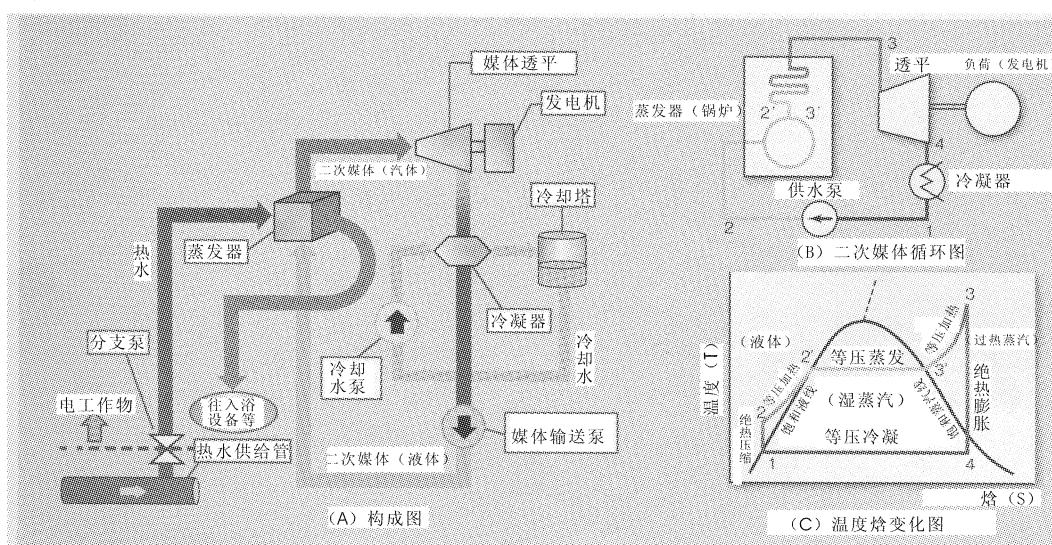 媒体透平
发电机
二次媒体（汽体）
冷却塔
热水
蒸发器
冷凝器
分支泵
冷却
水泵
冷却水
电工作物
往入浴
设备等
热水供给管
媒体输送泵
二次媒体（液体）
（A）构成图
3
透平
负荷（发电机）
蒸发器（锅炉）
2'
3'
4
供水泵
冷凝器
2
1
（B）二次媒体循环图
温度（T）
（液体）
3
等压加热
（过热蒸汽）
2'
等压蒸发
3'
等压加热
饱和液线
（湿蒸汽）
饱和蒸汽线
绝热膨胀
2
绝热压缩
等压冷凝
1
4
焓（S）
（C）温度焓变化图